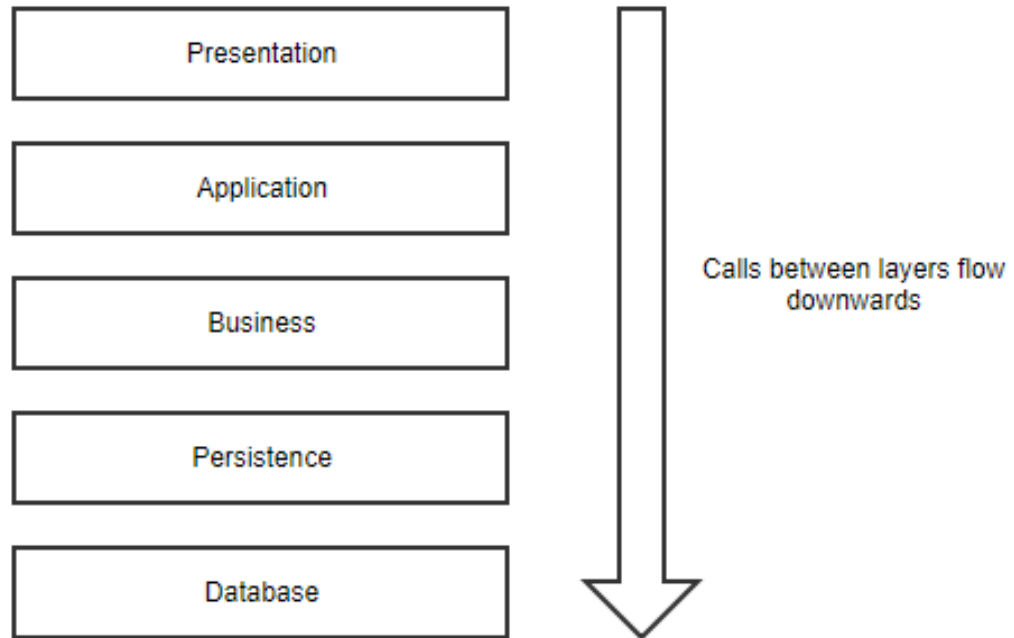 Presentation
Application
Business
Persistence
Database
Calls between layers flow
downwards